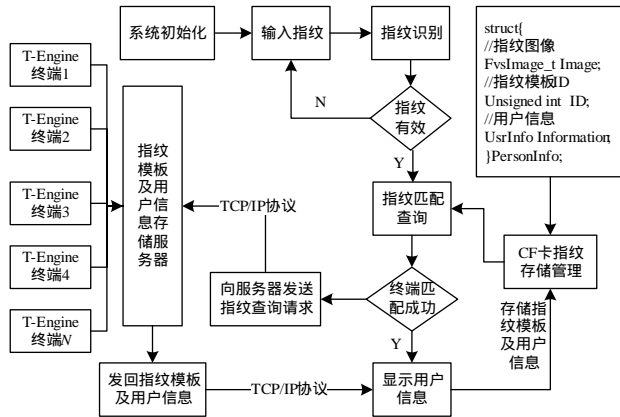 系统初始化
输入指纹
指纹识别
struct{
//指纹图像
FvsImage_t Image;
//指纹模板ID
Unsigned int ID;
//用户信息
UsrInfo Information;
}PersonInfo;
T-Engine
终端1
T-Engine
终端2
T-Engine
终端3
T-Engine
终端4
T-Engine
终端N
指纹
模板
及用
户信
息存
储服
务器
N
指纹
有效
Y
指纹匹配
查询
TCP/IP协议
CF卡指纹
存储管理
向服务器发送
指纹查询请求
终端匹
配成功
Y
存储指
纹模板
及用户
信息
发回指纹模板
及用户信息
TCP/IP协议
显示用户
信息